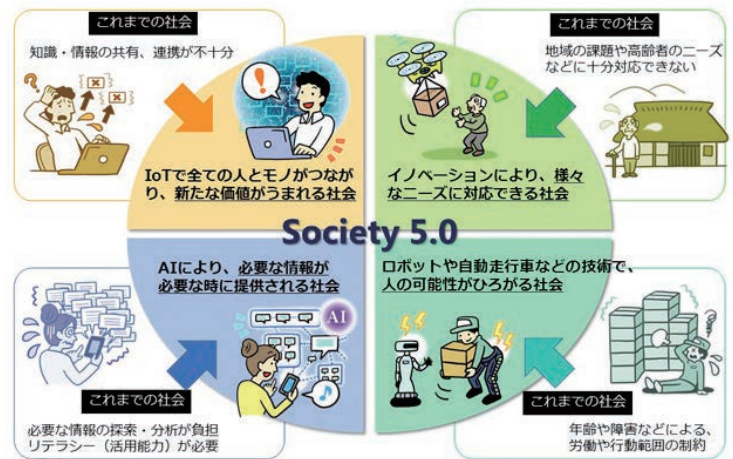 これまでの社会
知識・情報の共有、連携が不十分
IoTで全ての人とモノがつなが
り、新たな価値がうまれる社会
これまでの社会
地域の課題や高齢者のニーズ
などに十分対応できない
イノベーションにより、様々
なニーズに対応できる社会
Society 5.0
AIにより、必要な情報が
必要な時に提供される社会
AI
これまでの社会
必要な情報の探索・分析が負担
リテラシー（活用能力）が必要
ロボットや自動走行車などの技術で、
人の可能性がひろがる社会
これまでの社会
年齢や障害などによる、
労働や行動範囲の制約